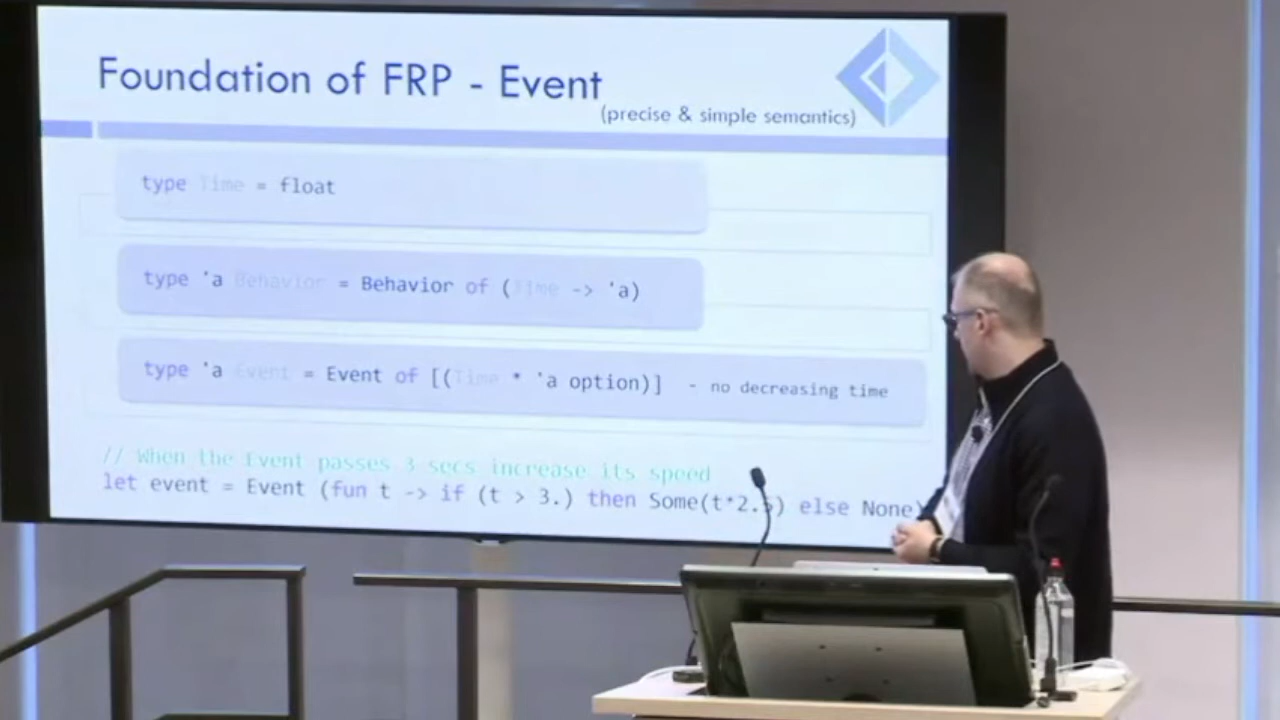 Foundation of FRP - Event
(precise & simple semantics)
type Time = float
type 'a Behavior = Behavior of (Time -> 'a)
type 'a Event = Event of [(Time * 'a option)] - no decreasing time
// When the Event passes 3 secs increase its speed
let event = Event (fun t -> if (t > 3.) then Some(t*2.5) else None)